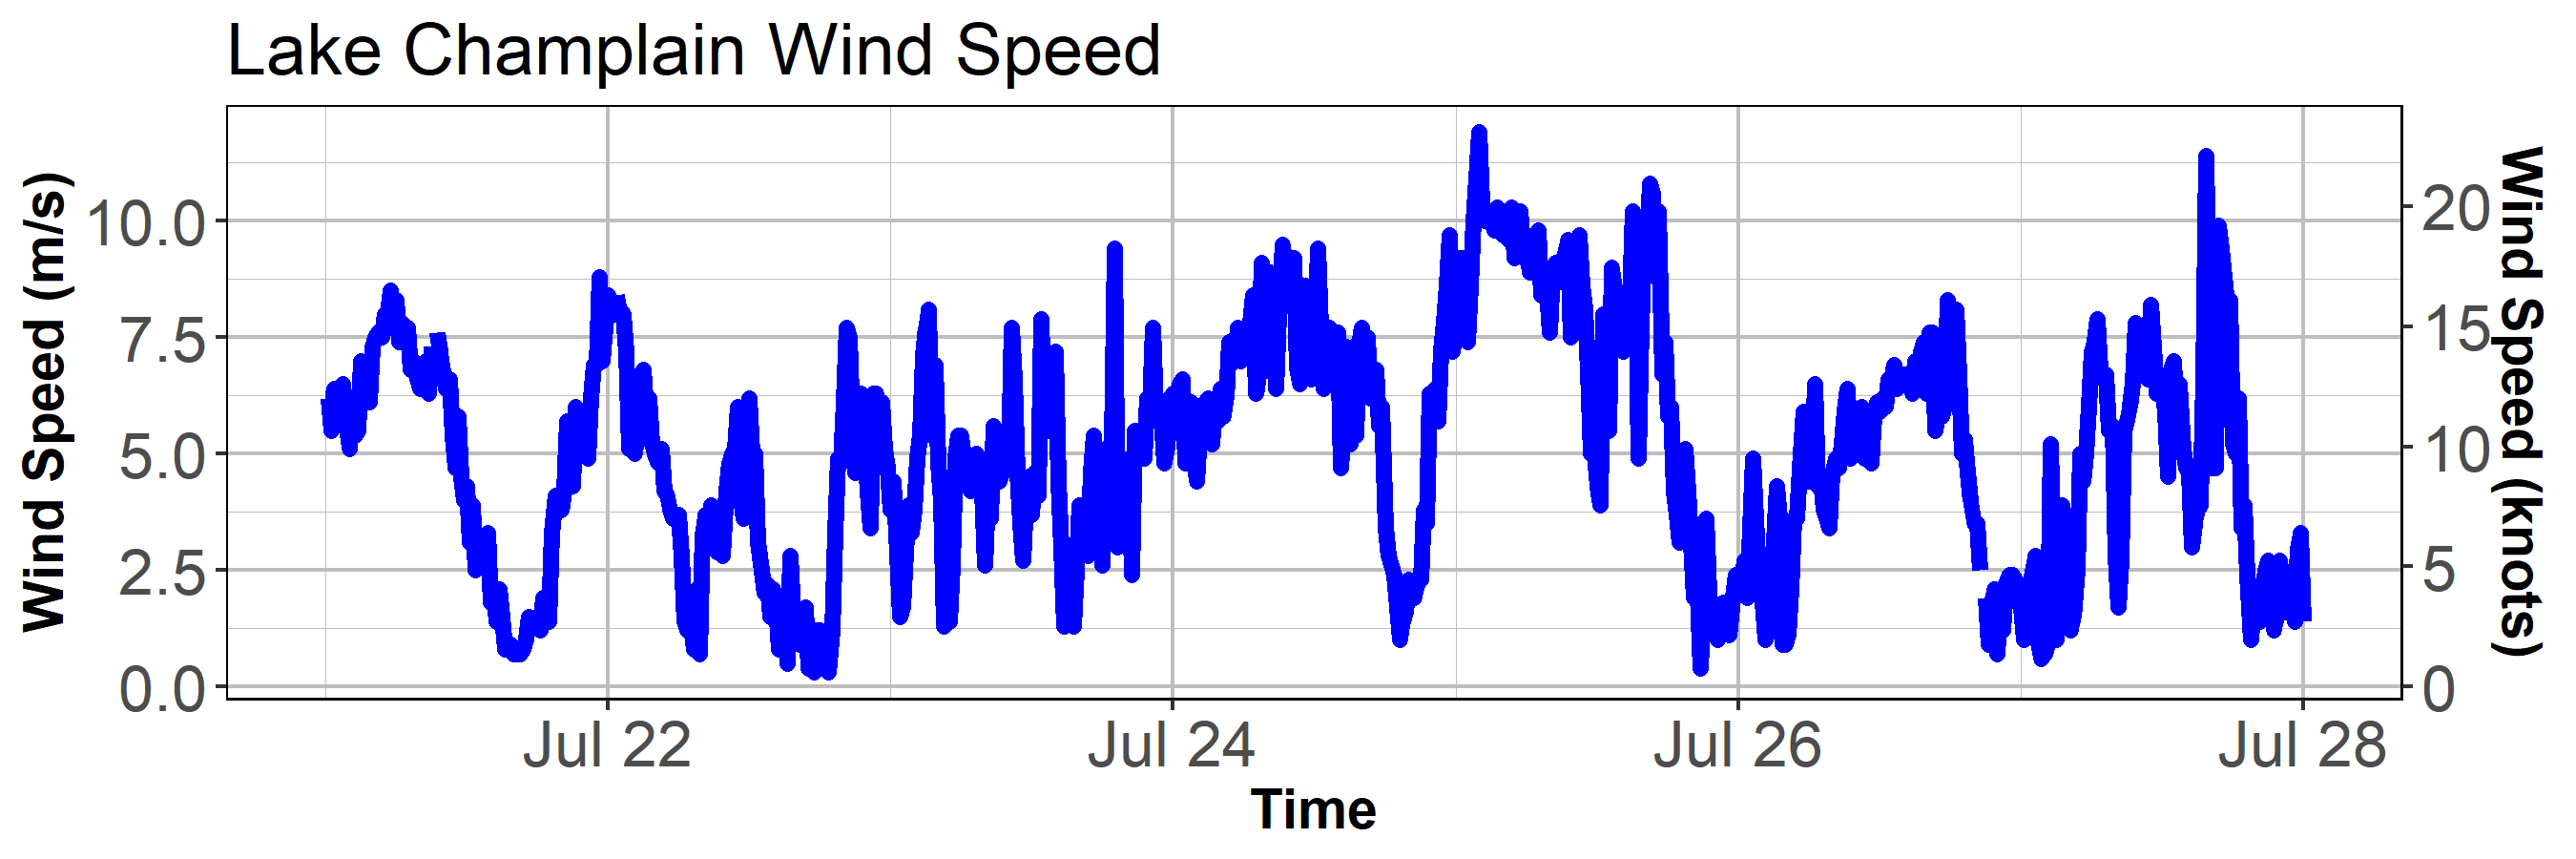 Lake Champlain Wind Speed
Wind Speed (m/s)
10.0
7.5
5.0
2.5
0.0
20
15
10
5
0
Wind Speed (knots)
Jul 22
Jul 24
Jul 26
Jul 28
Time